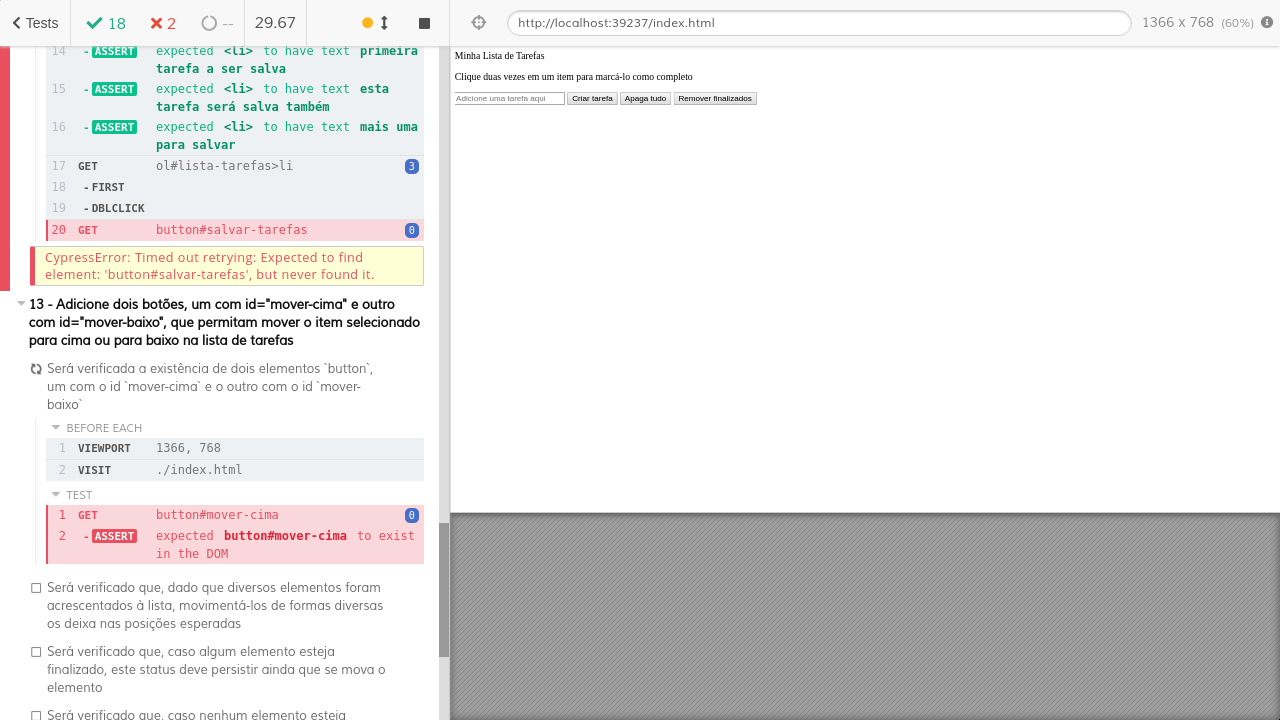 Tests
18
2
--
29.67
http://localhost:39237/index.html
1366 x 768 (60%)
14 - ASSERT expected <li> to have text primeira
tarefa a ser salva
15 - ASSERT expected <li> to have text esta
tarefa será salva também
16 - ASSERT expected <li> to have text mais uma
para salvar
17 GET ol#lista-tarefas>li 3
18 - FIRST
19 - DBLCLICK
20 GET button#salvar-tarefas 0
CypressError: Timed out retrying: Expected to find
element: 'button#salvar-tarefas', but never found it.
13 - Adicione dois botões, um com id="mover-cima" e outro
com id="mover-baixo", que permitam mover o item selecionado
para cima ou para baixo na lista de tarefas
Será verificada a existência de dois elementos `button`,
um com o id `mover-cima` e o outro com o id `mover-
baixo`
BEFORE EACH
1 VIEWPORT 1366, 768
2 VISIT ./index.html
TEST
1 GET button#mover-cima 0
2 - ASSERT expected button#mover-cima to exist
in the DOM
Será verificado que, dado que diversos elementos foram
acrescentados à lista, movimentá-los de formas diversas
os deixa nas posições esperadas
Será verificado que, caso algum elemento esteja
finalizado, este status deve persistir ainda que se mova o
elemento
Será verificado que, caso nenhum elemento esteja
Minha Lista de Tarefas
Clique duas vezes em um item para marcá-lo como completo
Adicione uma tarefa aqui Criar tarefa Apaga tudo Remover finalizados